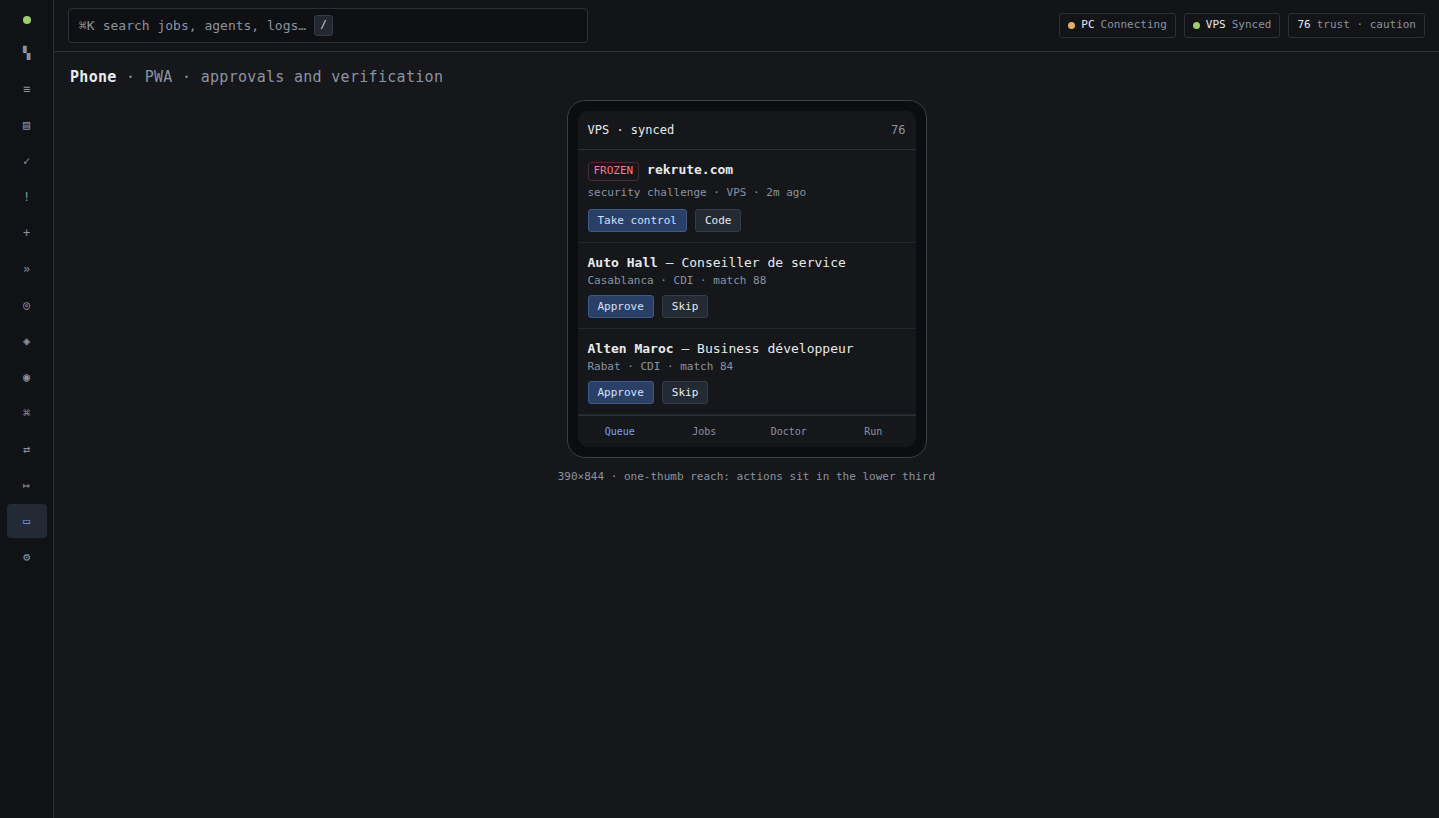 ⌘K search jobs, agents, logs… /
PC Connecting
VPS Synced
76 trust · caution
Phone · PWA · approvals and verification
VPS · synced 76
FROZEN rekrute.com
security challenge · VPS · 2m ago
Take control Code
Auto Hall — Conseiller de service
Casablanca · CDI · match 88
Approve Skip
Alten Maroc — Business développeur
Rabat · CDI · match 84
Approve Skip
Queue Jobs Doctor Run
390×844 · one-thumb reach: actions sit in the lower third